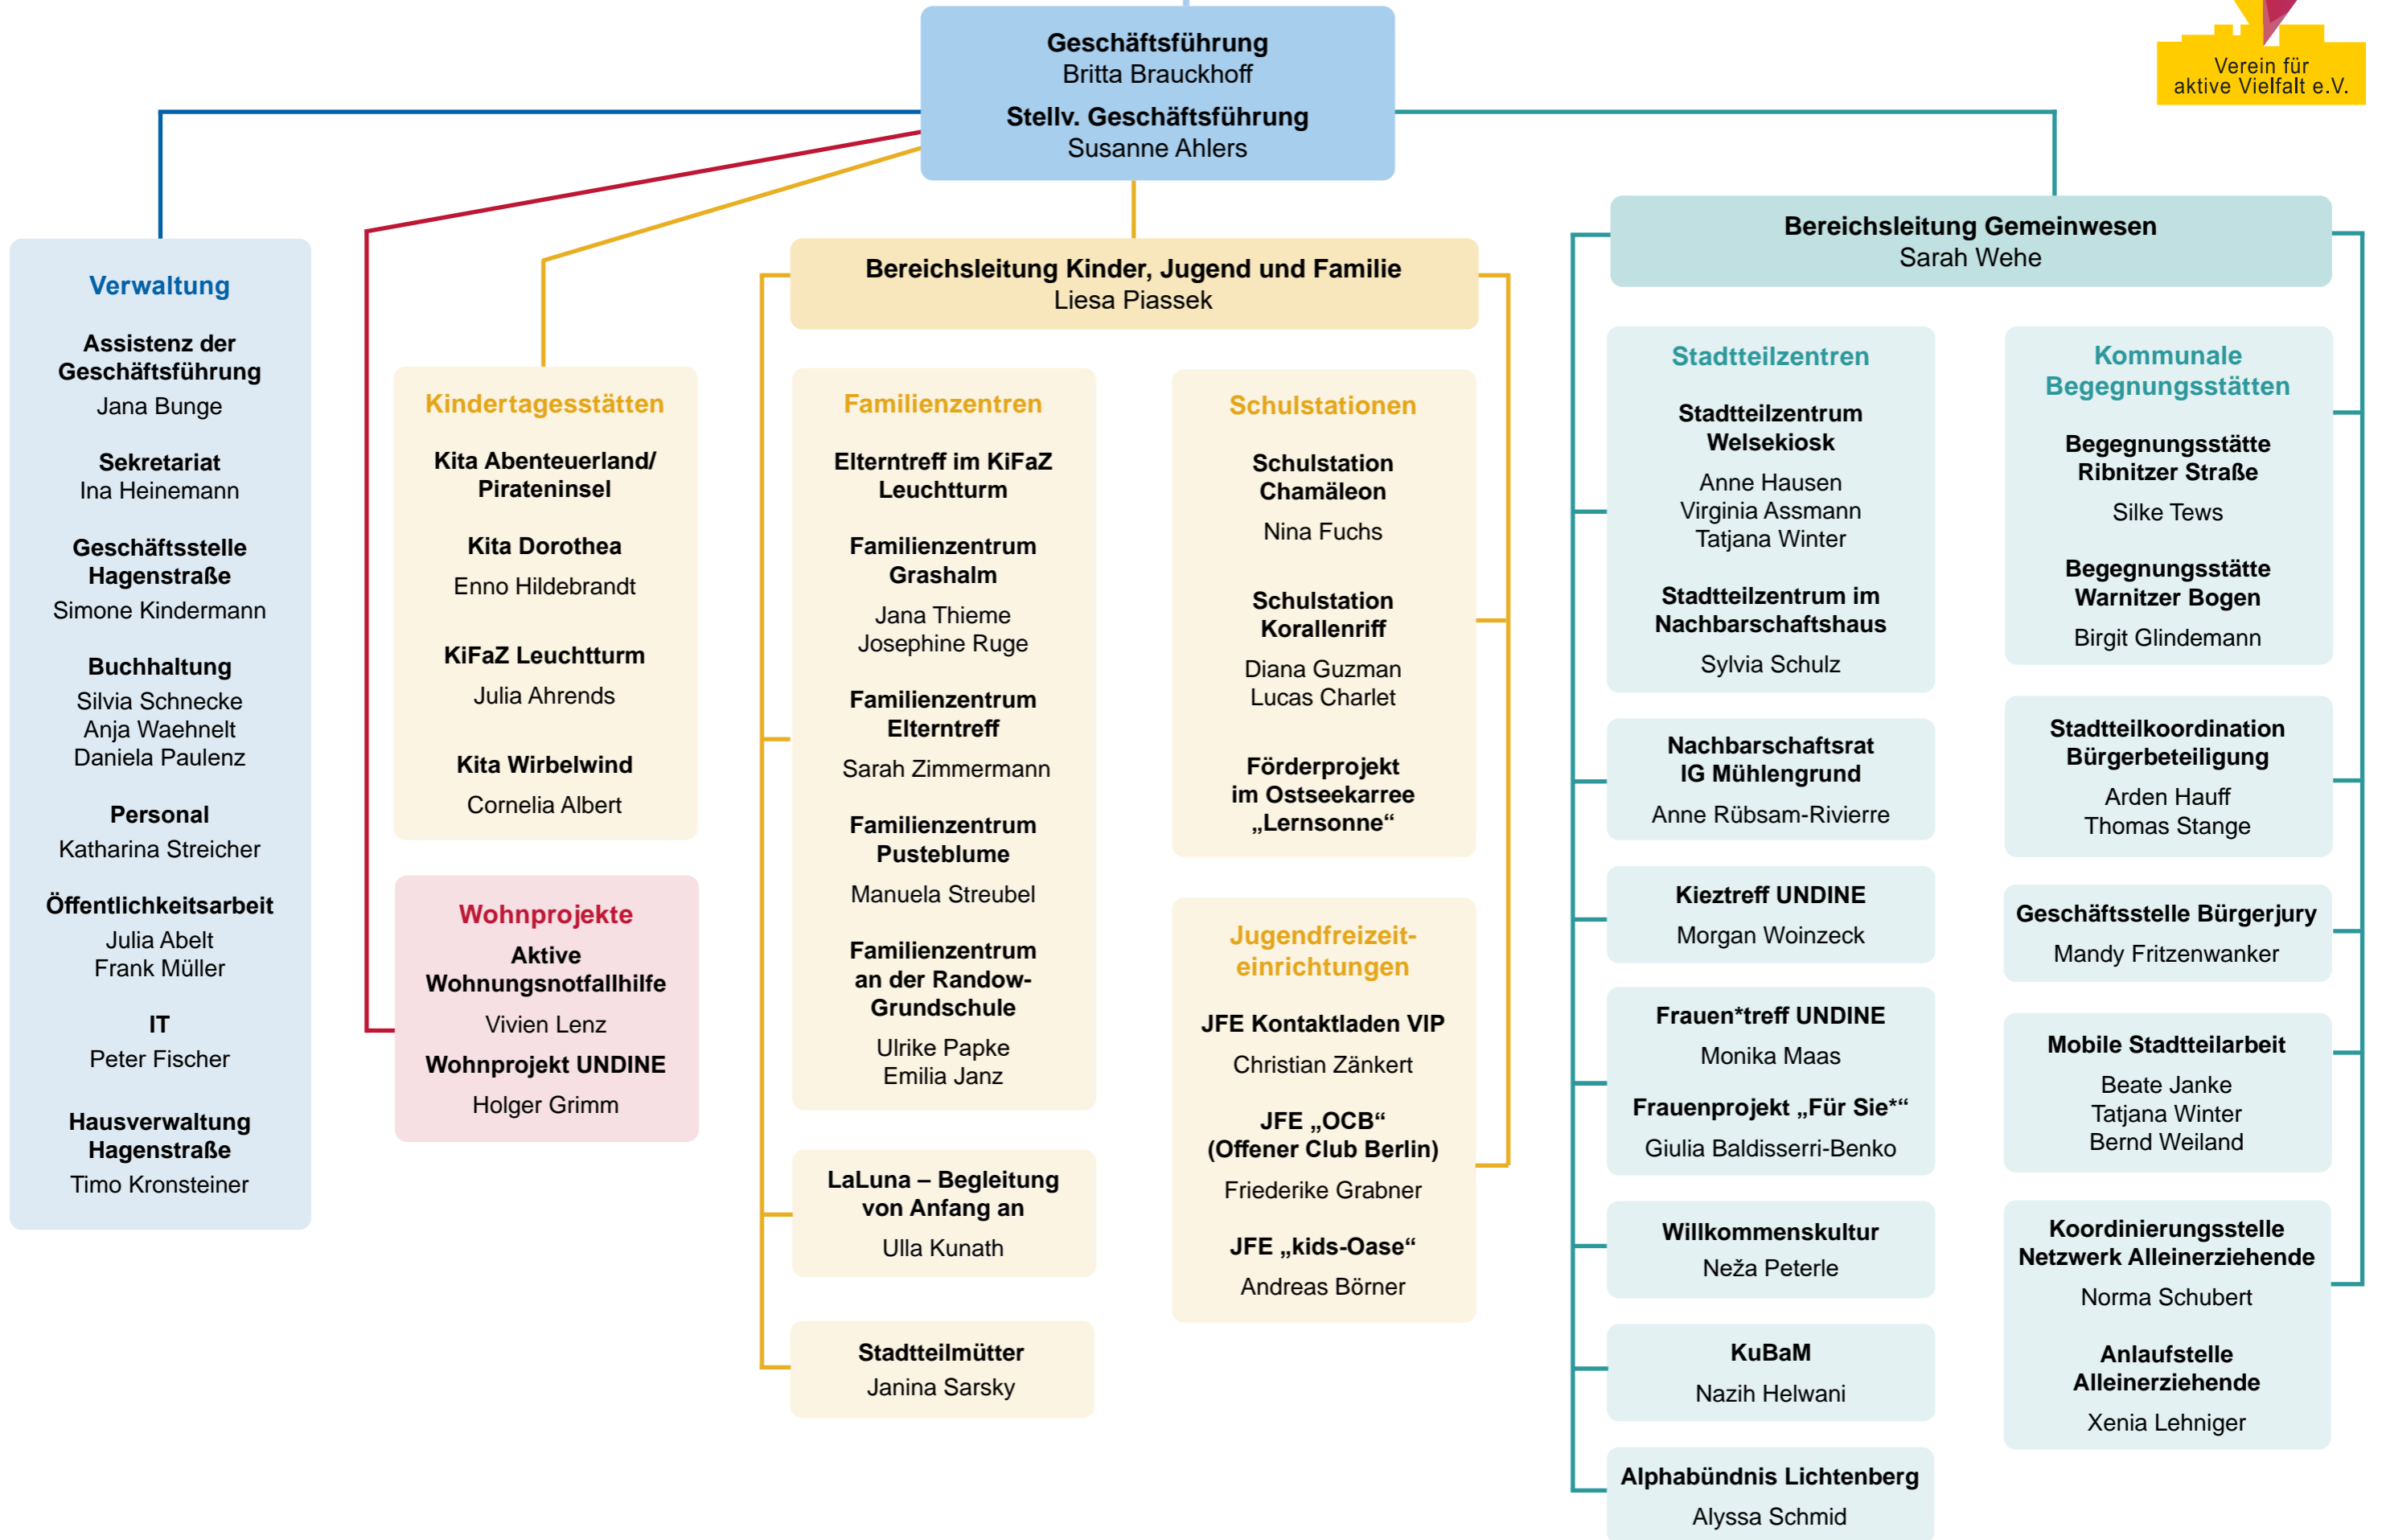 Geschäftsführung
Britta Brauckhoff
Stellv. Geschäftsführung
Susanne Ahlers
Verein für
aktive Vielfalt e.V.
Verwaltung
Assistenz der
Geschäftsführung
Jana Bunge
Sekretariat
Ina Heinemann
Geschäftsstelle
Hagenstraße
Simone Kindermann
Buchhaltung
Silvia Schnecke
Anja Waehnelt
Daniela Paulenz
Personal
Katharina Streicher
Öffentlichkeitsarbeit
Julia Abelt
Frank Müller
IT
Peter Fischer
Hausverwaltung
Hagenstraße
Timo Kronsteiner
Kindertagesstätten
Kita Abenteuerland/
Pirateninsel
Kita Dorothea
Enno Hildebrandt
KiFaZ Leuchtturm
Julia Ahrends
Kita Wirbelwind
Cornelia Albert
Wohnprojekte
Aktive
Wohnungsnotfallhilfe
Vivien Lenz
Wohnprojekt UNDINE
Holger Grimm
Bereichsleitung Kinder, Jugend und Familie
Liesa Piassek
Familienzentren
Elterntreff im KiFaZ
Leuchtturm
Familienzentrum
Grashalm
Jana Thieme
Josephine Ruge
Familienzentrum
Elterntreff
Sarah Zimmermann
Familienzentrum
Pusteblume
Manuela Streubel
Familienzentrum
an der Randow-
Grundschule
Ulrike Papke
Emilia Janz
LaLuna – Begleitung
von Anfang an
Ulla Kunath
Stadtteilmütter
Janina Sarsky
Schulstationen
Schulstation
Chamäleon
Nina Fuchs
Schulstation
Korallenriff
Diana Guzman
Lucas Charlet
Förderprojekt
im Ostseekarree
„Lernsonne“
Jugendfreizeit-
einrichtungen
JFE Kontaktladen VIP
Christian Zänkert
JFE „OCB“
(Offener Club Berlin)
Friederike Grabner
JFE „kids-Oase“
Andreas Börner
Bereichsleitung Gemeinwesen
Sarah Wehe
Stadtteilzentren
Stadtteilzentrum
Welsekiosk
Anne Hausen
Virginia Assmann
Tatjana Winter
Stadtteilzentrum im
Nachbarschaftshaus
Sylvia Schulz
Nachbarschaftsrat
IG Mühlengrund
Anne Rübsam-Rivierre
Kieztreff UNDINE
Morgan Woinzeck
Frauen*treff UNDINE
Monika Maas
Frauenprojekt „Für Sie*“
Giulia Baldisserri-Benko
Willkommenskultur
Neža Peterle
KuBaM
Nazih Helwani
Alphabündnis Lichtenberg
Alyssa Schmid
Kommunale
Begegnungsstätten
Begegnungsstätte
Ribnitzer Straße
Silke Tews
Begegnungsstätte
Warnitzer Bogen
Birgit Glindemann
Stadtteilkoordination
Bürgerbeteiligung
Arden Hauff
Thomas Stange
Geschäftsstelle Bürgerjury
Mandy Fritzenwanker
Mobile Stadtteilarbeit
Beate Janke
Tatjana Winter
Bernd Weiland
Koordinierungsstelle
Netzwerk Alleinerziehende
Norma Schubert
Anlaufstelle
Alleinerziehende
Xenia Lehniger